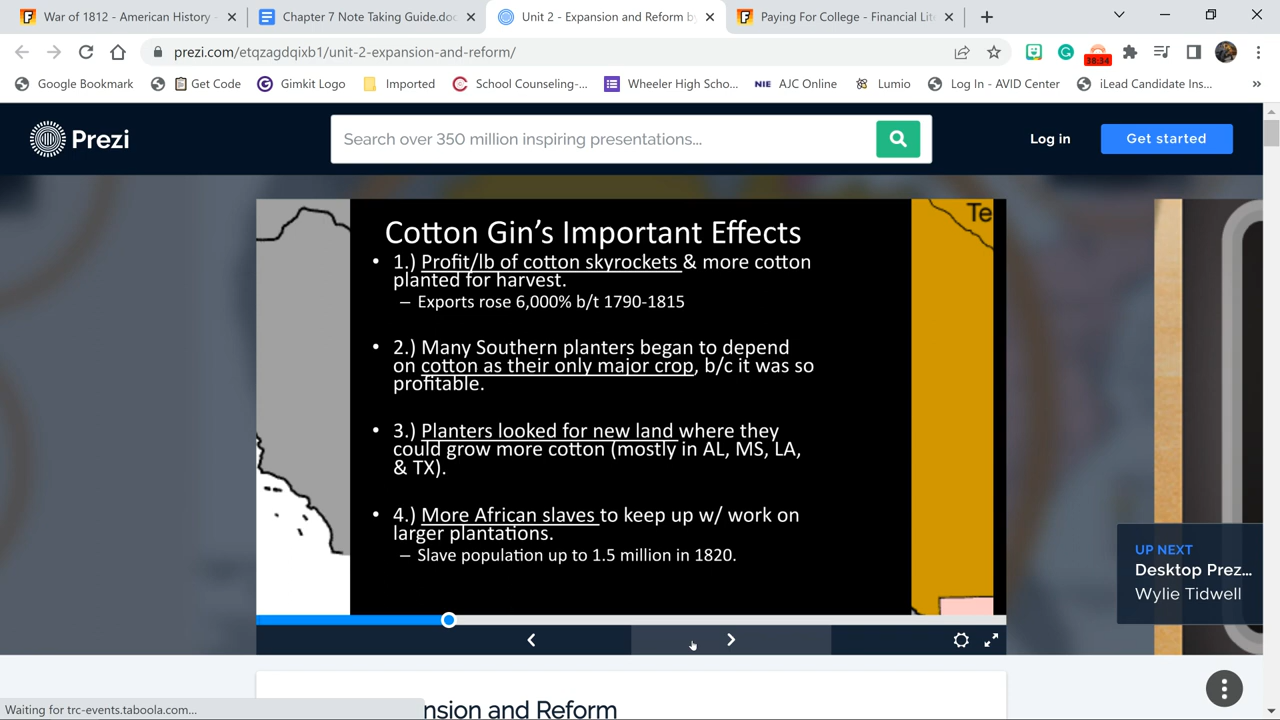 War of 1812 - American History
Chapter 7 Note Taking Guide.doc
Unit 2 - Expansion and Reform by
Paying For College - Financial Lite
prezi.com/etqzagdqixb1/unit-2-expansion-and-reform/
38:34
Google Bookmark
Get Code
Gimkit Logo
Imported
School Counseling-...
Wheeler High Scho...
NIE AJC Online
Lumio
Log In - AVID Center
iLead Candidate Ins...
»
Prezi
Search over 350 million inspiring presentations...
Log in
Get started
Te
Cotton Gin's Important Effects
• 1.) Profit/lb of cotton skyrockets & more cotton
planted for harvest.
– Exports rose 6,000% b/t 1790-1815
• 2.) Many Southern planters began to depend
on cotton as their only major crop, b/c it was so
profitable.
• 3.) Planters looked for new land where they
could grow more cotton (mostly in AL, MS, LA,
& TX).
• 4.) More African slaves to keep up w/ work on
larger plantations.
– Slave population up to 1.5 million in 1820.
UP NEXT
Desktop Prez...
Wylie Tidwell
nsion and Reform
Waiting for trc-events.taboola.com...